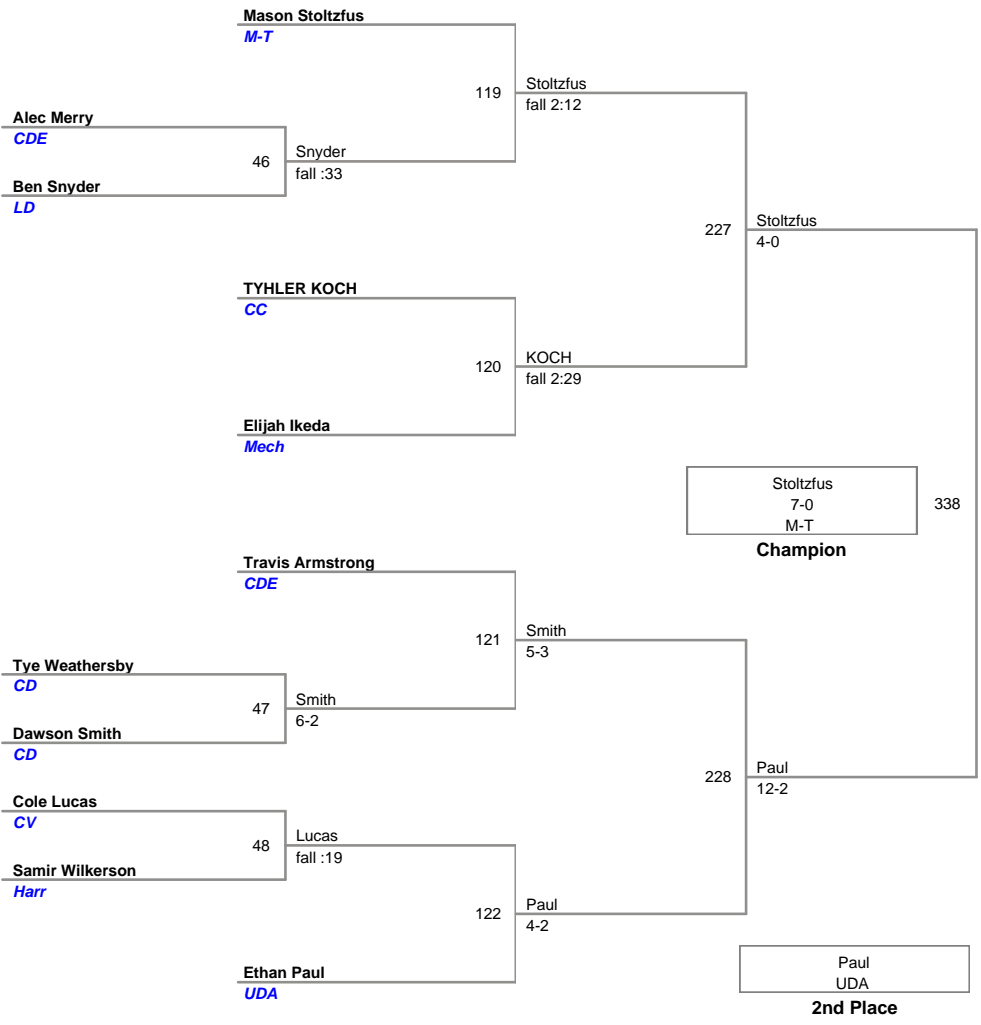 Mason Stoltzfus
M-T
Stoltzfus
119
fall 2:12
Alec Merry
CDE
Snyder
46
fall :33
Ben Snyder
LD
Stoltzfus
227
4-0
TYHLER KOCH
CC
KOCH
120
fall 2:29
Elijah Ikeda
Mech
Stoltzfus
7-0
338
M-T
Champion
Travis Armstrong
CDE
Smith
121
5-3
Tye Weathersby
CD
Smith
47
6-2
Dawson Smith
CD
Paul
228
12-2
Cole Lucas
CV
Lucas
48
fall :19
Samir Wilkerson
Harr
Paul
122
4-2
Ethan Paul
UDA
Paul
UDA
2nd Place